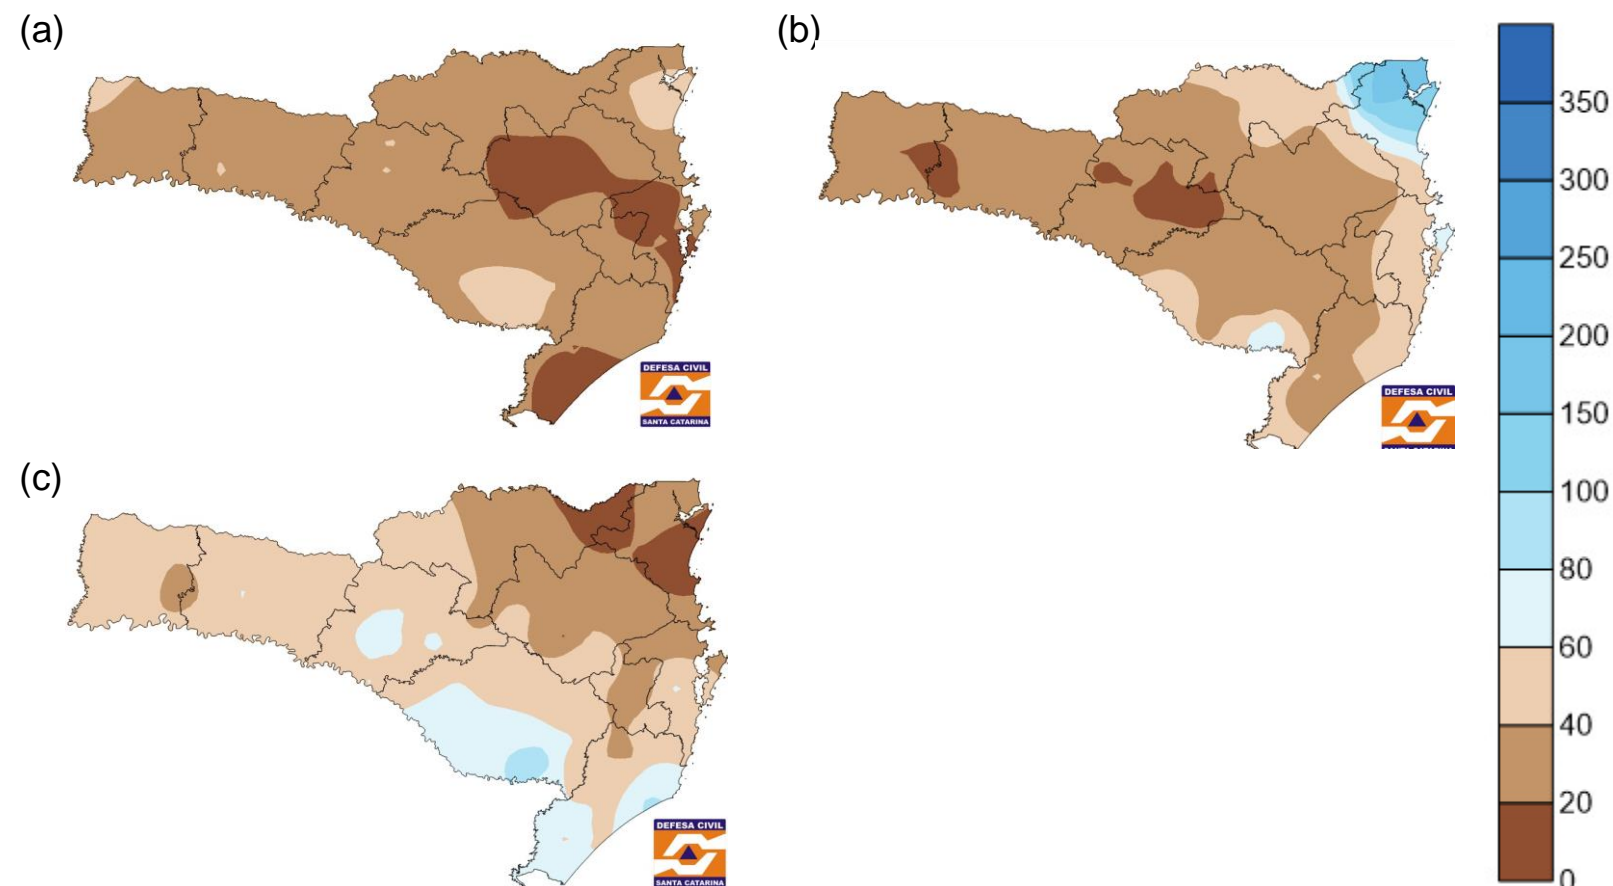 (a)
(b)
350
300
250
200
150
100
80
60
40
20
0
DEFESA CIVIL
SANTA CATARINA
DEFESA CIVIL
(c)
DEFESA CIVIL
SANTA CATARINA